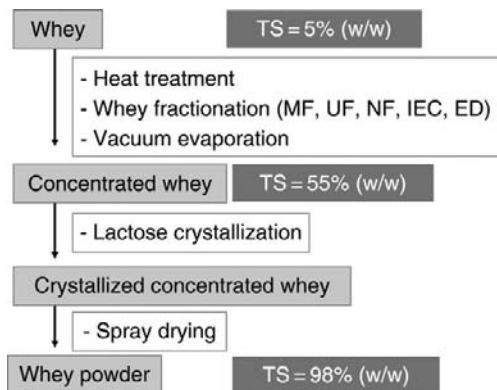 Whey
TS = 5% (w/w)
- Heat treatment
- Whey fractionation (MF, UF, NF, IEC, ED)
- Vacuum evaporation
Concentrated whey
TS = 55% (w/w)
- Lactose crystallization
Crystallized concentrated whey
- Spray drying
Whey powder
TS = 98% (w/w)